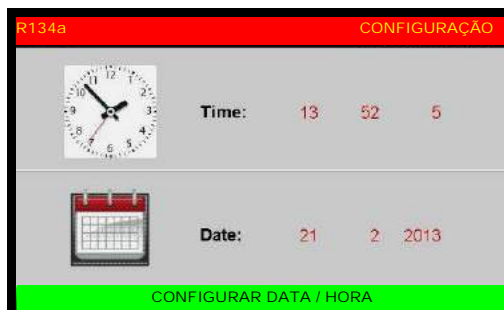 R134a CONFIGURAÇÃO
Time: 13 52 5
Date: 21 2 2013
CONFIGURAR DATA / HORA